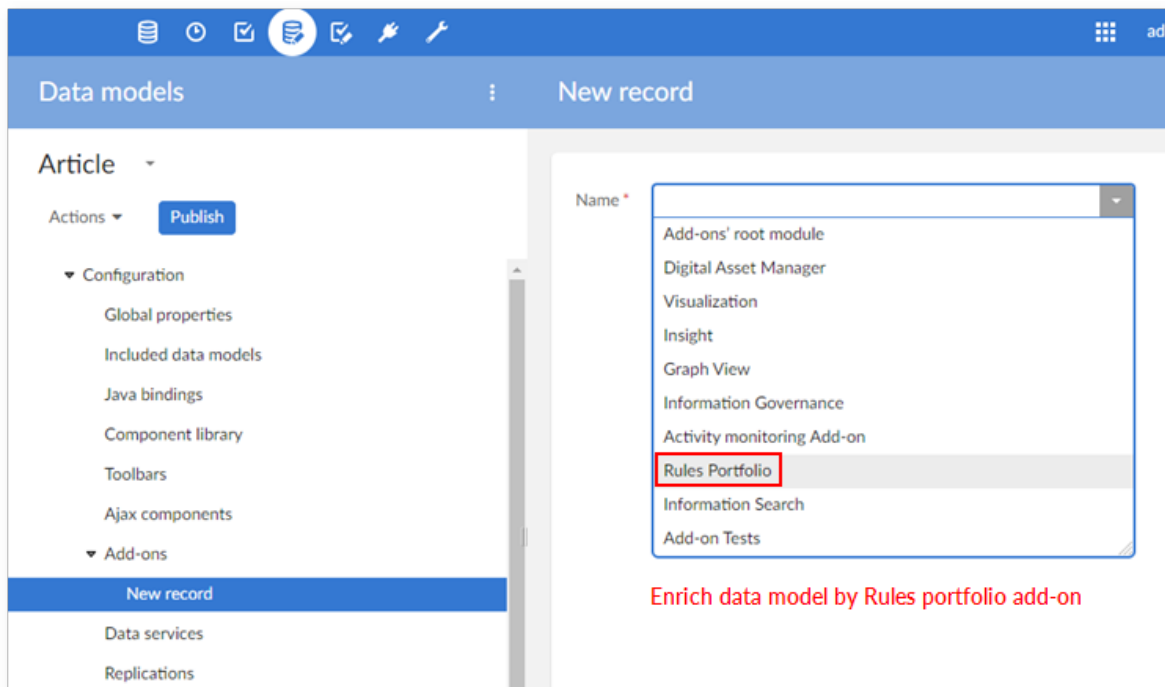 ad
Data models
New record
Article
Actions
Publish
Configuration
Global properties
Included data models
Java bindings
Component library
Toolbars
Ajax components
Add-ons
New record
Data services
Replications
Name *
Add-ons' root module
Digital Asset Manager
Visualization
Insight
Graph View
Information Governance
Activity monitoring Add-on
Rules Portfolio
Information Search
Add-on Tests
Enrich data model by Rules portfolio add-on